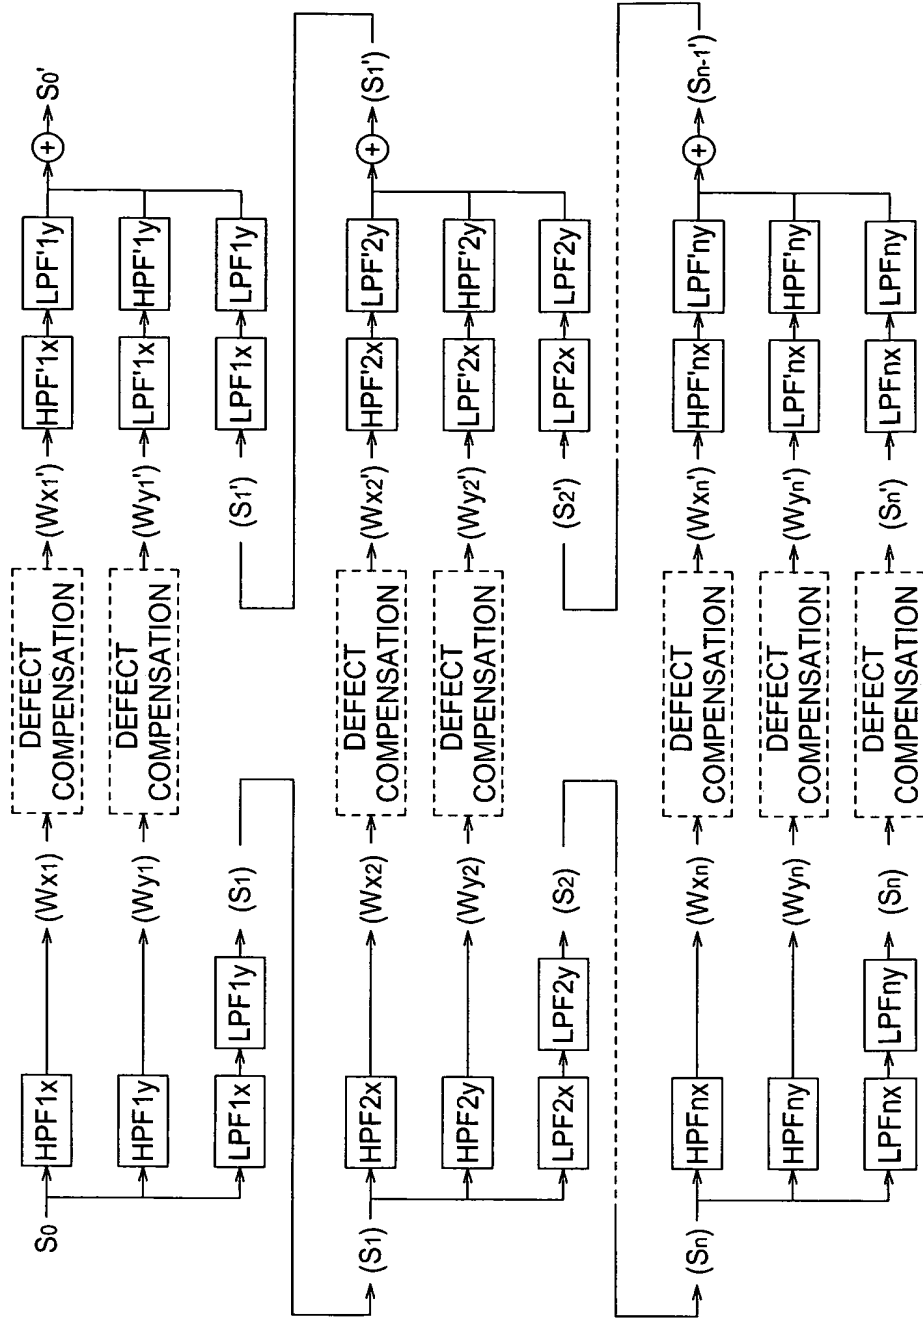 S0
HPF1x
(Wx1)
DEFECT
COMPENSATION
(Wx1')
HPF'1x
LPF'1y
+
S0'
HPF1y
(Wy1)
DEFECT
COMPENSATION
(Wy1')
LPF'1x
HPF'1y
LPF1x
LPF1y
(S1)
(S1')
LPF1x
LPF1y
(S1)
HPF2x
(Wx2)
DEFECT
COMPENSATION
(Wx2')
HPF'2x
LPF'2y
+
(S1')
HPF2y
(Wy2)
DEFECT
COMPENSATION
(Wy2')
LPF'2x
HPF'2y
LPF2x
LPF2y
(S2)
(S2')
LPF2x
LPF2y
(Sn)
HPFnx
(Wxn)
DEFECT
COMPENSATION
(Wxn')
HPF'nx
LPF'ny
+
(Sn-1')
HPFny
(Wyn)
DEFECT
COMPENSATION
(Wyn')
LPF'nx
HPF'ny
LPFnx
LPFny
(Sn)
DEFECT
COMPENSATION
(Sn')
LPFnx
LPFny